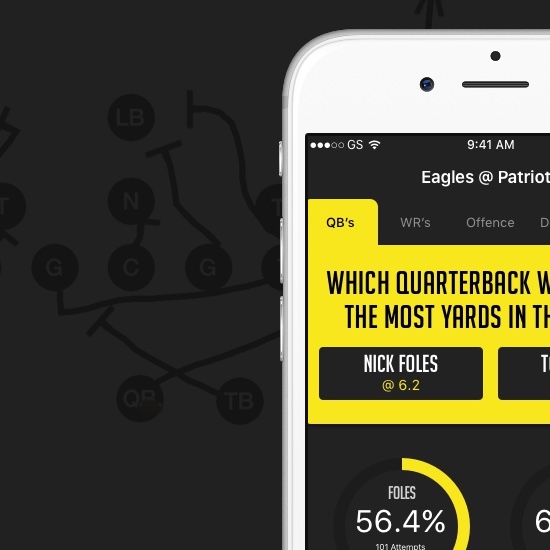 LB
GS
9:41 AM
Eagles @ Patriot
QB's
WR's
Offence
D
N
T
T
G
C
G
WHICH QUARTERBACK W
THE MOST YARDS IN TH
NICK FOLES
@ 6.2
QB
TB
FOLES
56.4%
101 Attempts
6